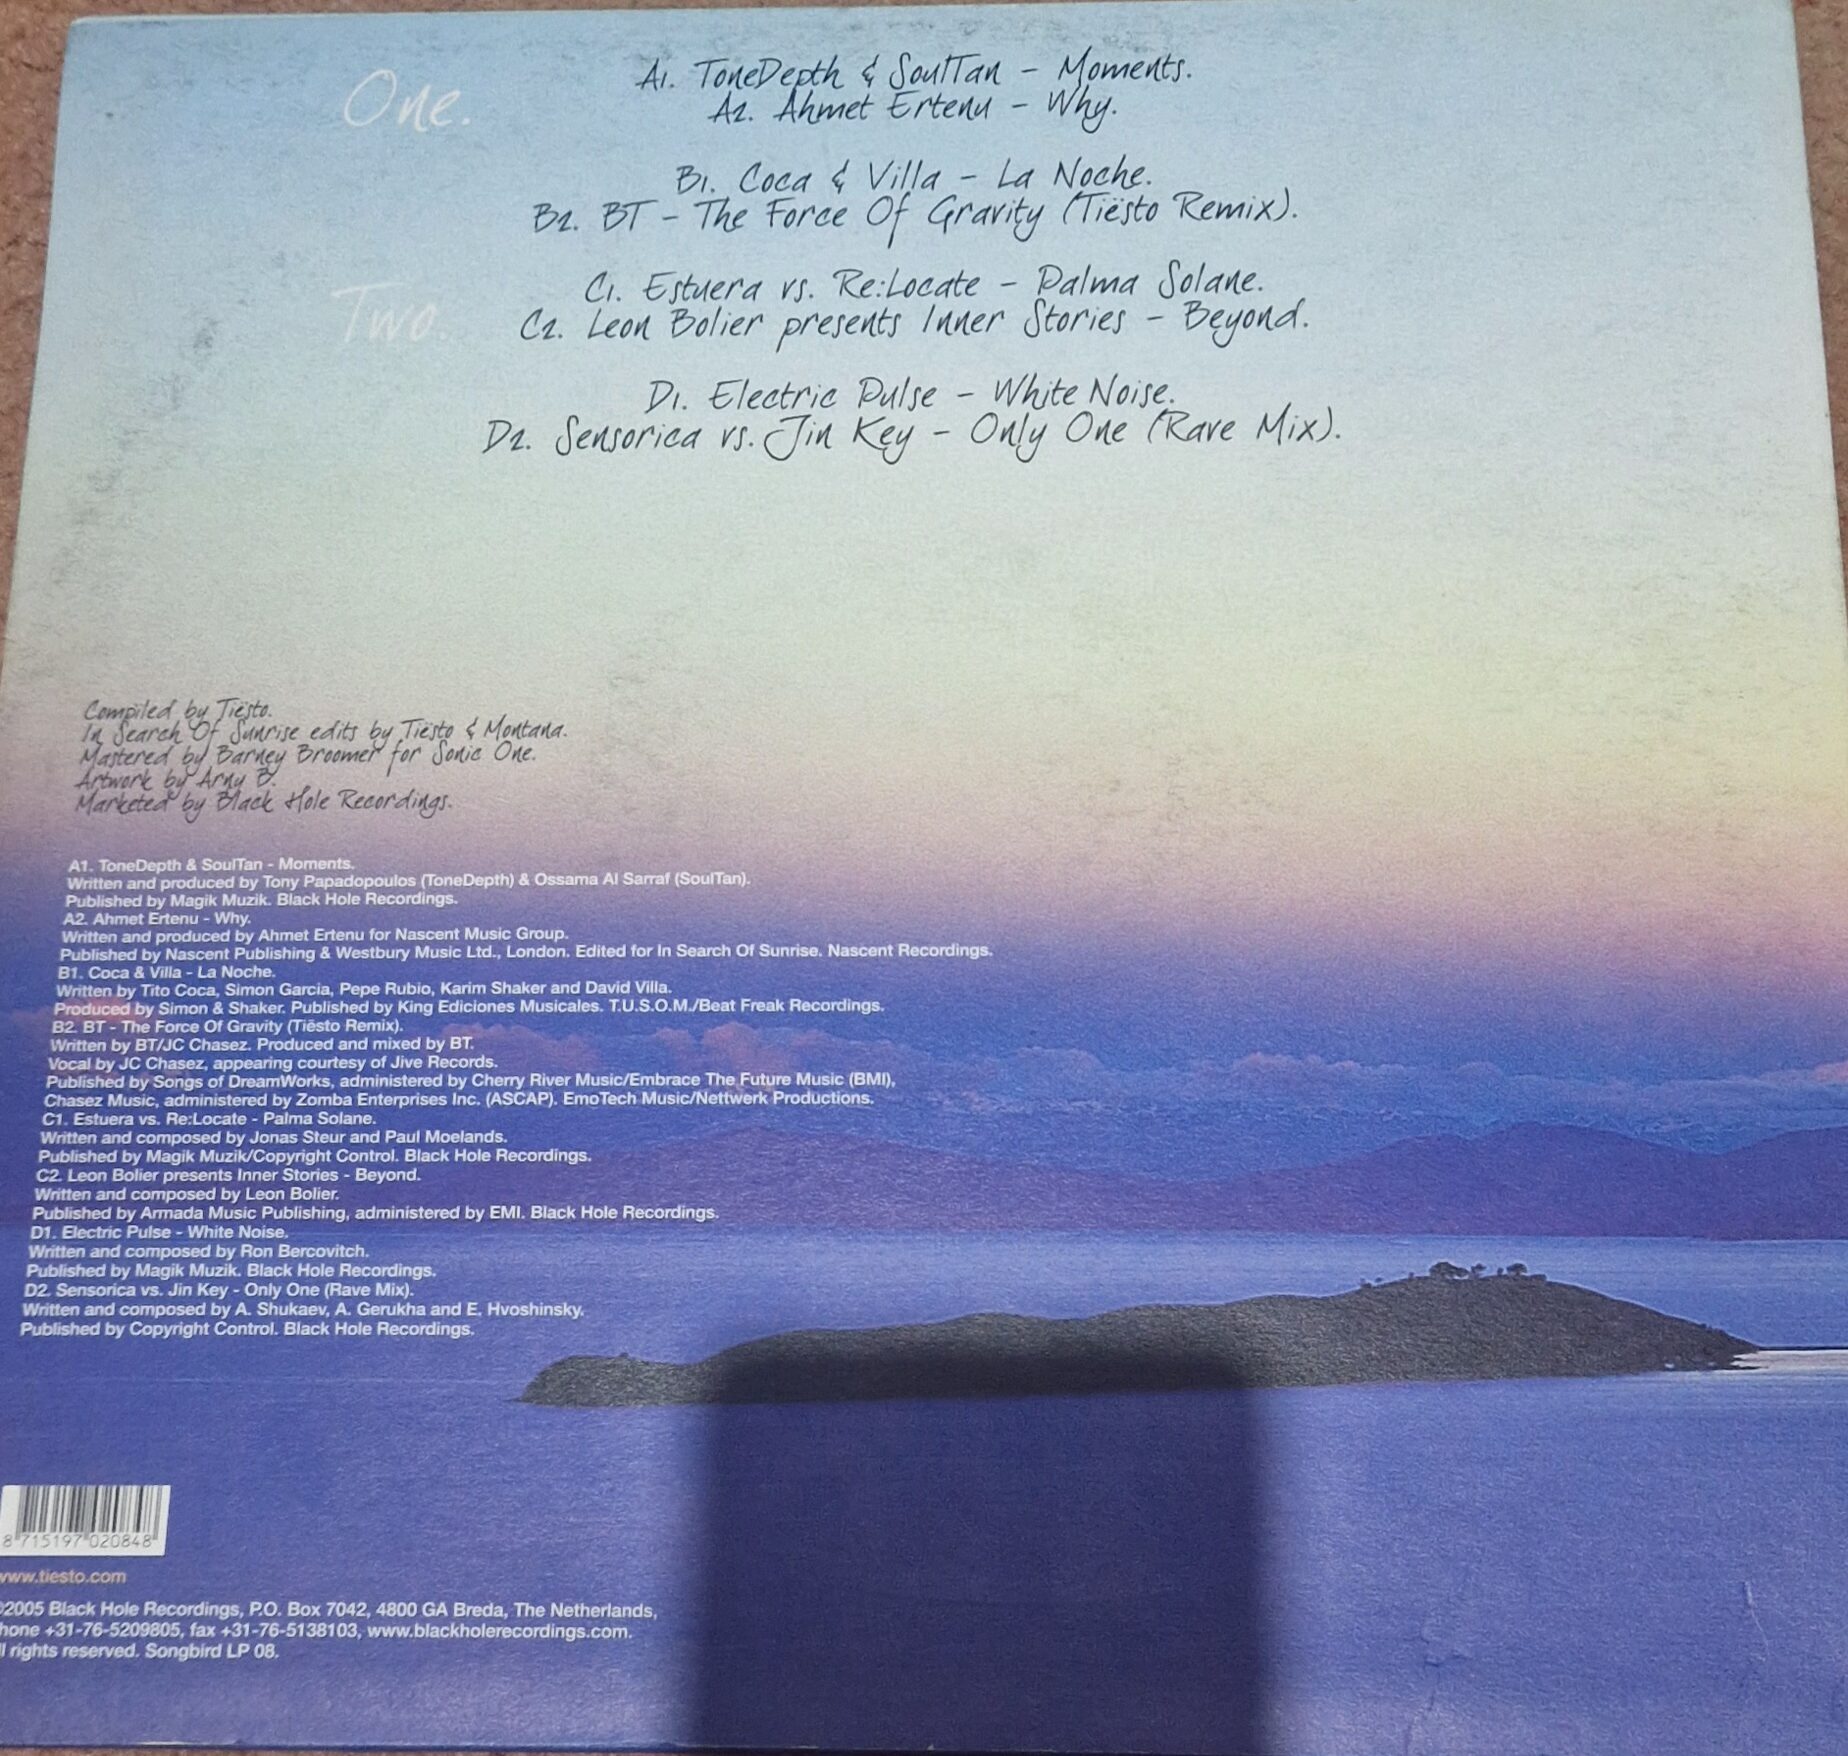 One.
A1. ToneDepth & SoulTan - Moments.
A2. Ahmet Ertenu - Why.
B1. Coca & Villa - La Noche.
B2. BT - The Force Of Gravity (Tiësto Remix).
Two.
C1. Estuera vs. Re:Locate - Palma Solane.
C2. Leon Bolier presents Inner Stories - Beyond.
D1. Electric Pulse - White Noise.
D2. Sensorica vs. Jin Key - Only One (Rave Mix).
Compiled by Tiësto.
In Search Of Sunrise edits by Tiësto & Montana.
Mastered by Barney Broomer for Sonic One.
Artwork by Arny B.
Marketed by Black Hole Recordings.
A1. ToneDepth & SoulTan - Moments.
Written and produced by Tony Papadopoulos (ToneDepth) & Ossama Al Sarraf (SoulTan).
Published by Magik Muzik. Black Hole Recordings.
A2. Ahmet Ertenu - Why.
Written and produced by Ahmet Ertenu for Nascent Music Group.
Published by Nascent Publishing & Westbury Music Ltd., London. Edited for In Search Of Sunrise. Nascent Recordings.
B1. Coca & Villa - La Noche.
Written by Tito Coca, Simon Garcia, Pepe Rubio, Karim Shaker and David Villa.
Produced by Simon & Shaker. Published by King Ediciones Musicales. T.U.S.O.M./Beat Freak Recordings.
B2. BT - The Force Of Gravity (Tiësto Remix).
Written by BT/JC Chasez. Produced and mixed by BT.
Vocal by JC Chasez, appearing courtesy of Jive Records.
Published by Songs of DreamWorks, administered by Cherry River Music/Embrace The Future Music (BMI),
Chasez Music, administered by Zomba Enterprises Inc. (ASCAP). EmoTech Music/Nettwerk Productions.
C1. Estuera vs. Re:Locate - Palma Solane.
Written and composed by Jonas Steur and Paul Moelands.
Published by Magik Muzik/Copyright Control. Black Hole Recordings.
C2. Leon Bolier presents Inner Stories - Beyond.
Written and composed by Leon Bolier.
Published by Armada Music Publishing, administered by EMI. Black Hole Recordings.
D1. Electric Pulse - White Noise.
Written and composed by Ron Bercovitch.
Published by Magik Muzik. Black Hole Recordings.
D2. Sensorica vs. Jin Key - Only One (Rave Mix).
Written and composed by A. Shukaev, A. Gerukha and E. Hvoshinsky.
Published by Copyright Control. Black Hole Recordings.
8 715197 020848
www.tiesto.com
©2005 Black Hole Recordings, P.O. Box 7042, 4800 GA Breda, The Netherlands,
hone +31-76-5209805, fax +31-76-5138103, www.blackholerecordings.com.
ll rights reserved. Songbird LP 08.